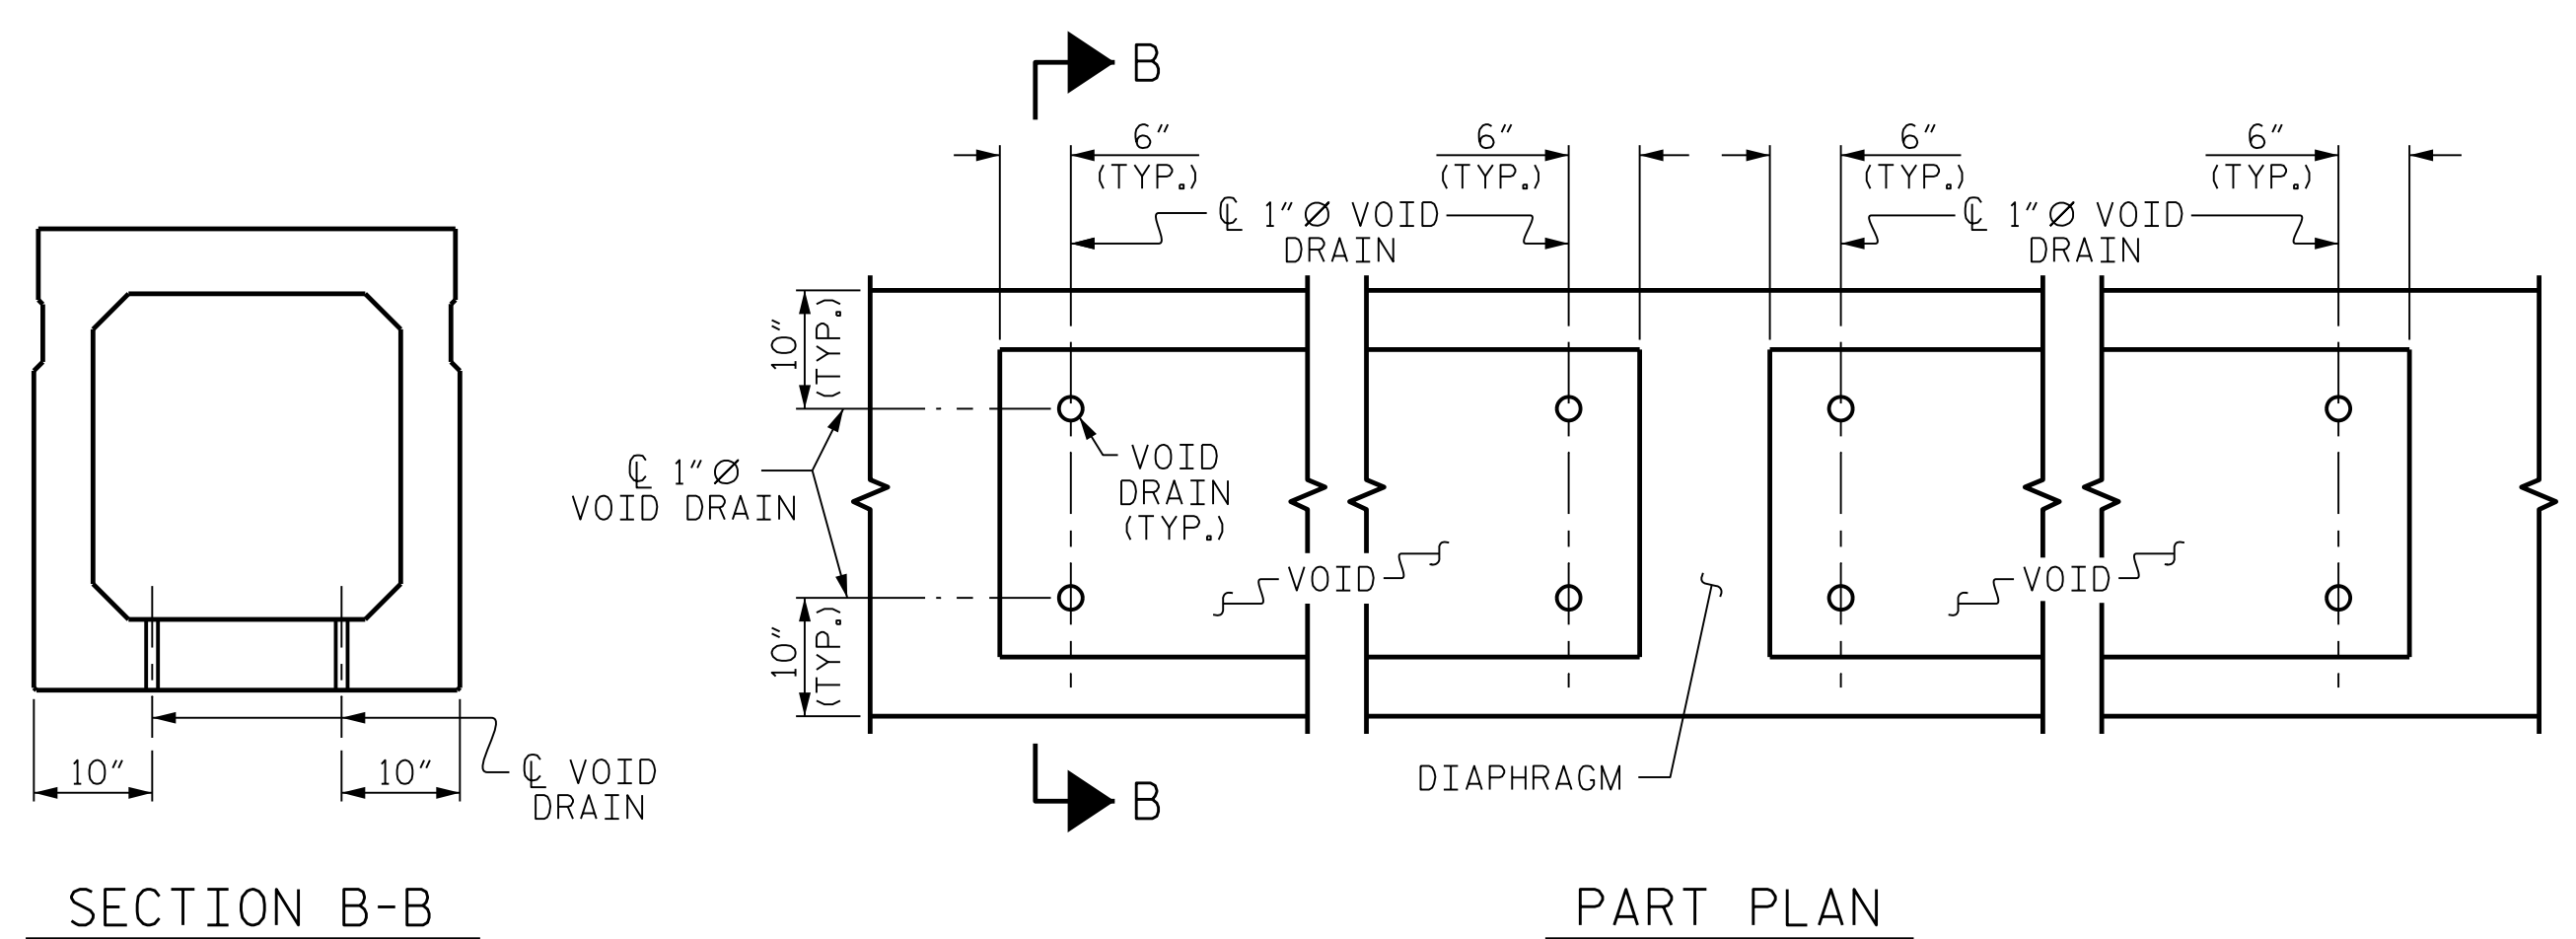 B
6" 6" 6" 6"
(TYP.) (TYP.) (TYP.) (TYP.)
℄ 1"Ø VOID
DRAIN
℄ 1"Ø VOID
DRAIN
10"
(TYP.)
℄ 1"Ø
VOID DRAIN
VOID
DRAIN
(TYP.)
VOID
VOID
10"
(TYP.)
DIAPHRAGM
B
10" 10"
℄ VOID
DRAIN
SECTION B-B
PART PLAN